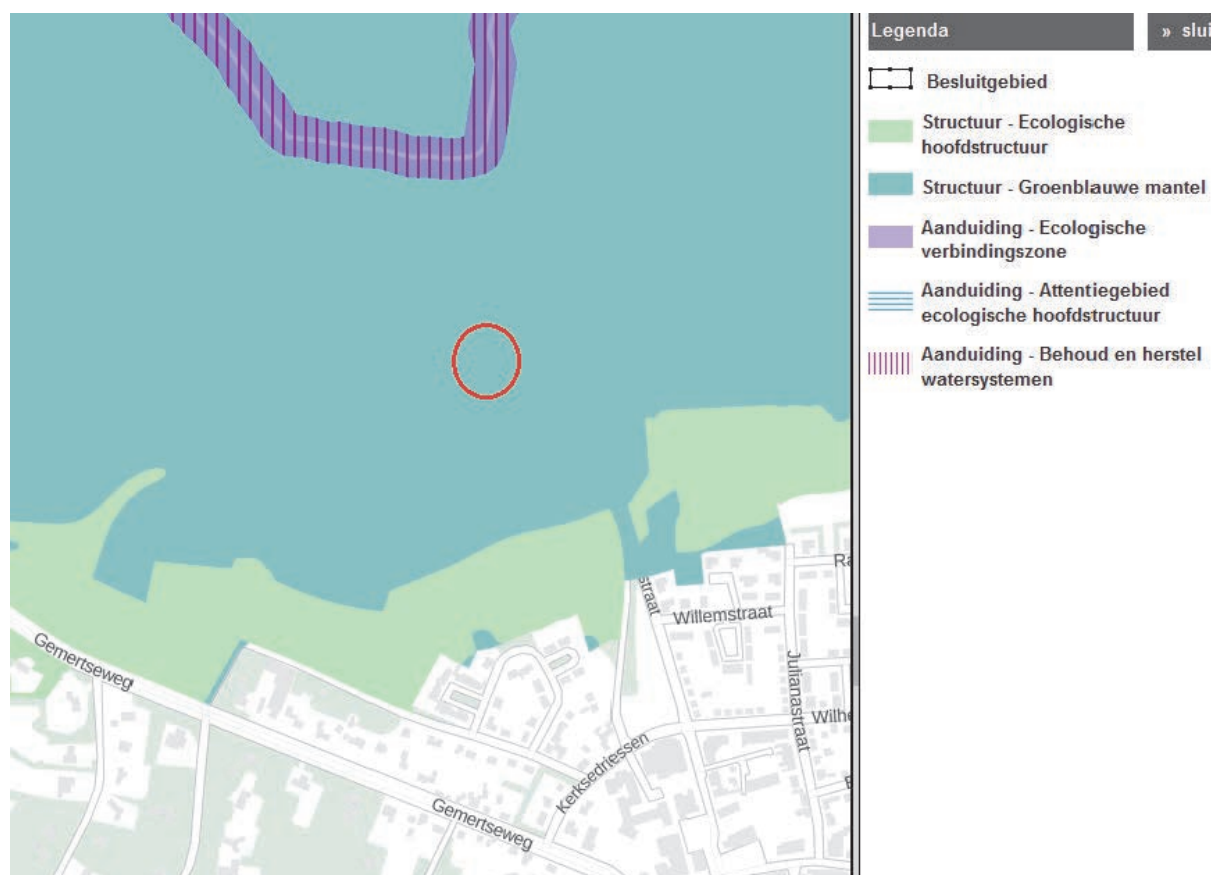 Legenda
» slui
Besluitgebied
Structuur - Ecologische
hoofdstructuur
Structuur - Groenblauwe mantel
Aanduiding - Ecologische
verbindingszone
Aanduiding - Attentiegebied
ecologische hoofdstructuur
Aanduiding - Behoud en herstel
watersystemen
Ra
straat
Willemstraat
Gemertseweg
Julianastraat
Wilhe
Kerksedriessen
Gemertseweg